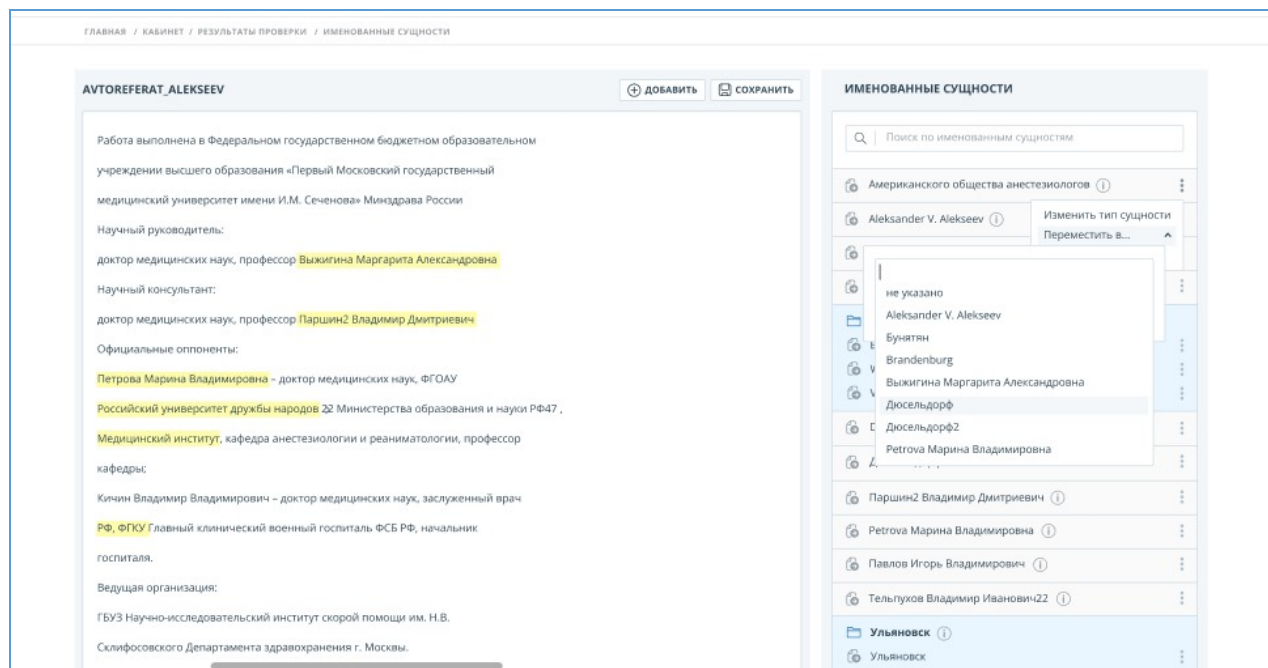 ГЛАВНАЯ / КАБИНЕТ / РЕЗУЛЬТАТЫ ПРОВЕРКИ / ИМЕНОВАННЫЕ СУЩНОСТИ
AVTOREFERAT_ALEKSEEV
ДОБАВИТЬ
СОХРАНИТЬ
Работа выполнена в Федеральном государственном бюджетном образовательном
учреждении высшего образования «Первый Московский государственный
медицинский университет имени И.М. Сеченова» Минздрава России
Научный руководитель:
доктор медицинских наук, профессор Выжигина Маргарита Александровна
Научный консультант:
доктор медицинских наук, профессор Паршин2 Владимир Дмитриевич
Официальные оппоненты:
Петрова Марина Владимировна – доктор медицинских наук, ФГОАУ
Российский университет дружбы народов 22 Министерства образования и науки РФ47 ,
Медицинский институт, кафедра анестезиологии и реаниматологии, профессор
кафедры;
Кичин Владимир Владимирович – доктор медицинских наук, заслуженный врач
РФ, ФГКУ Главный клинический военный госпиталь ФСБ РФ, начальник
госпиталя.
Ведущая организация:
ГБУЗ Научно-исследовательский институт скорой помощи им. Н.В.
Склифосовского Департамента здравохранения г. Москвы.
ИМЕНОВАННЫЕ СУЩНОСТИ
Поиск по именованным сущностям
Американского общества анестезиологов
Aleksander V. Alekseev
Изменить тип сущности
Переместить в...
не указано
Aleksander V. Alekseev
Бунятян
Brandenburg
Выжигина Маргарита Александровна
Дюсельдорф
Дюсельдорф2
Petrova Марина Владимировна
Паршин2 Владимир Дмитриевич
Petrova Марина Владимировна
Павлов Игорь Владимирович
Тельпухов Владимир Иванович22
Ульяновск
Ульяновск